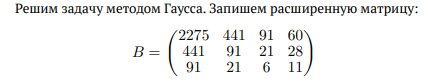 Решим задачу методом Гаусса. Запишем расширенную матрицу:
2275 441 91 60
B = 441 91 21 28
91 21 6 11